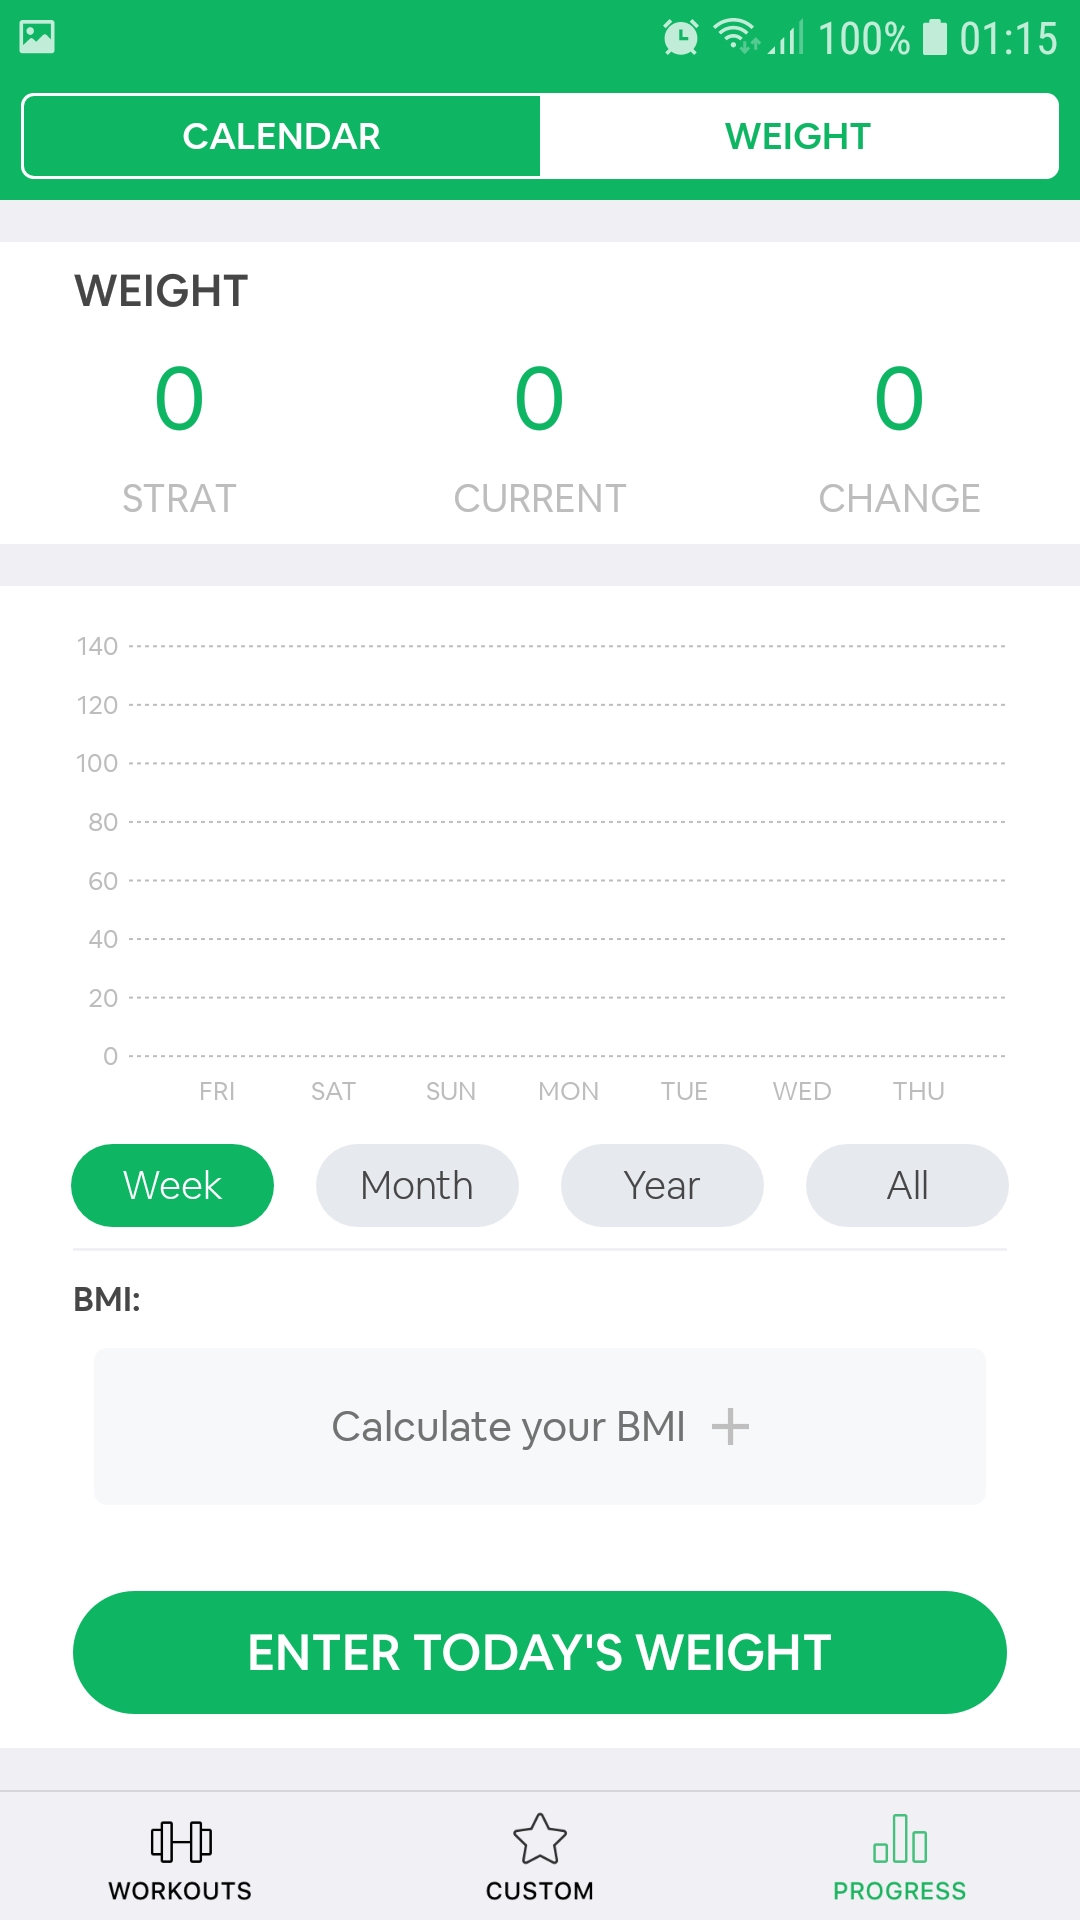 100% 01:15
CALENDAR WEIGHT
WEIGHT
0 0 0
STRAT CURRENT CHANGE
140
120
100
80
60
40
20
0
FRI SAT SUN MON TUE WED THU
Week Month Year All
BMI:
Calculate your BMI +
ENTER TODAY'S WEIGHT
WORKOUTS CUSTOM PROGRESS